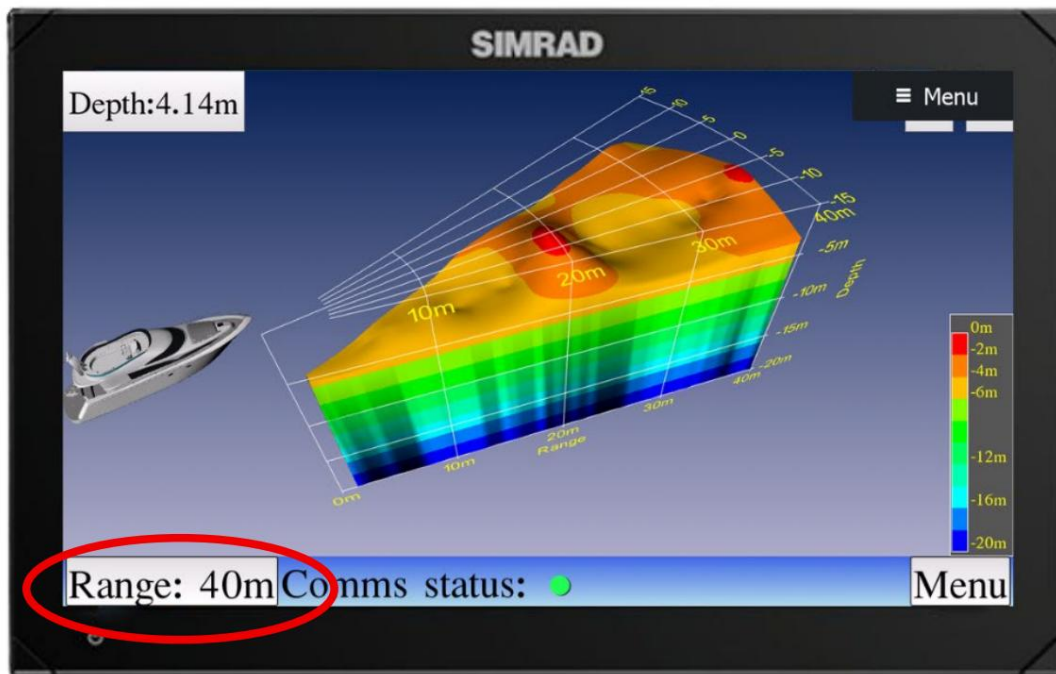 SIMRAD
Depth:4.14m
≡ Menu
-15
-10
-5
-0
-5
-10
-15
40m
30m
20m
10m
-5m
-10m
-15m
-20m
Depth
0m
10m
20m
30m
40m
Range
0m
-2m
-4m
-6m
-12m
-16m
-20m
Range: 40m
Comms status:
Menu